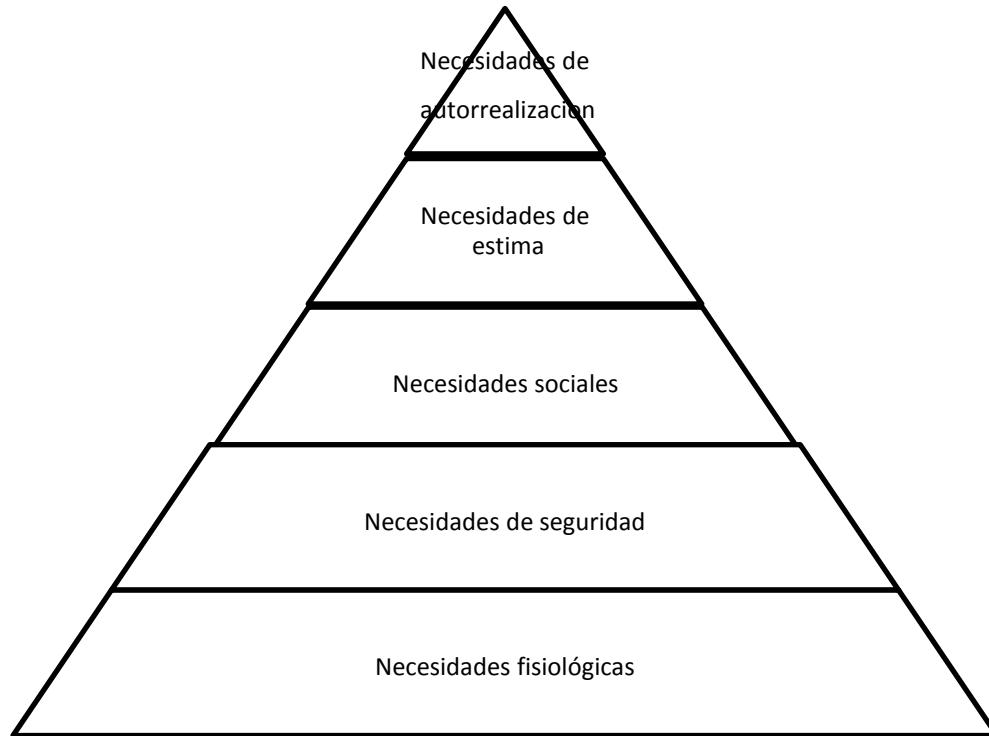 Necesidades de
autorrealizacion
Necesidades de
estima
Necesidades sociales
Necesidades de seguridad
Necesidades fisiológicas